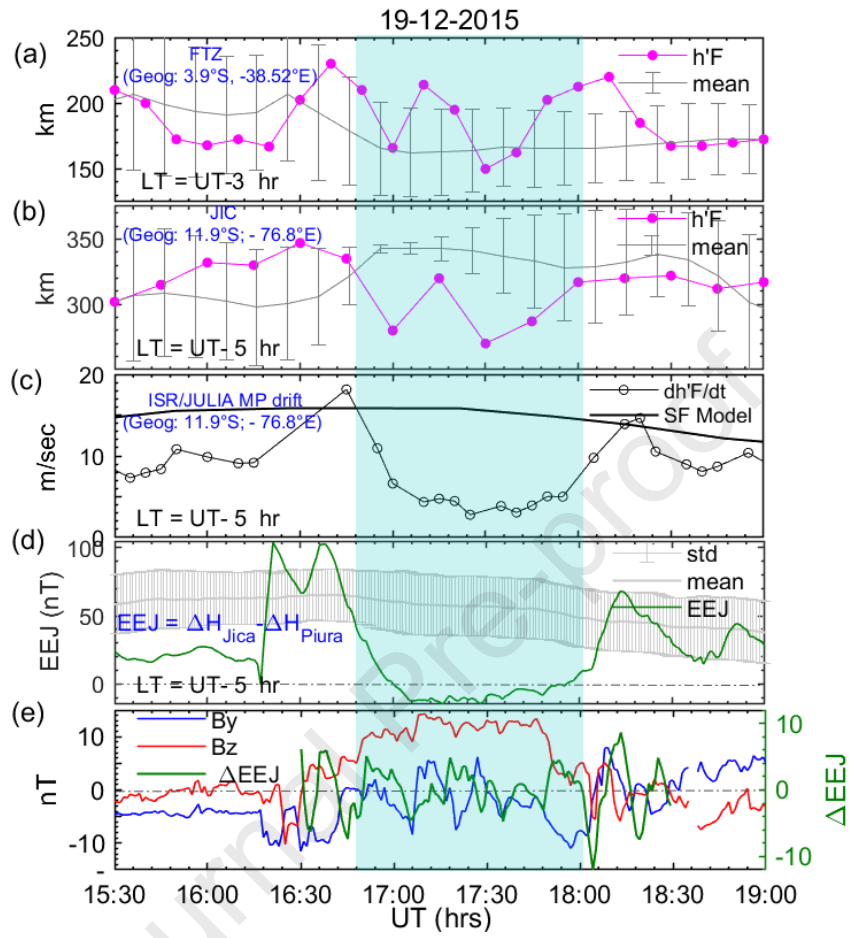 19-12-2015
(a)
250
200
150
km
FTZ
(Geog: 3.9°S, -38.52°E)
h'F
mean
LT = UT-3 hr
(b)
350
300
km
JIC
(Geog: 11.9°S; - 76.8°E)
h'F
mean
LT = UT- 5 hr
(c)
20
10
0
m/sec
ISR/JULIA MP drift
(Geog: 11.9°S; - 76.8°E)
dh'F/dt
SF Model
LT = UT- 5 hr
(d)
100
50
0
EEJ (nT)
std
mean
EEJ
EEJ = ΔH_Jica - ΔH_Piura
LT = UT- 5 hr
(e)
10
0
-10
-
nT
By
Bz
ΔEEJ
10
0
-10
ΔEEJ
15:30 16:00 16:30 17:00 17:30 18:00 18:30 19:00
UT (hrs)
Journal Pre-proof